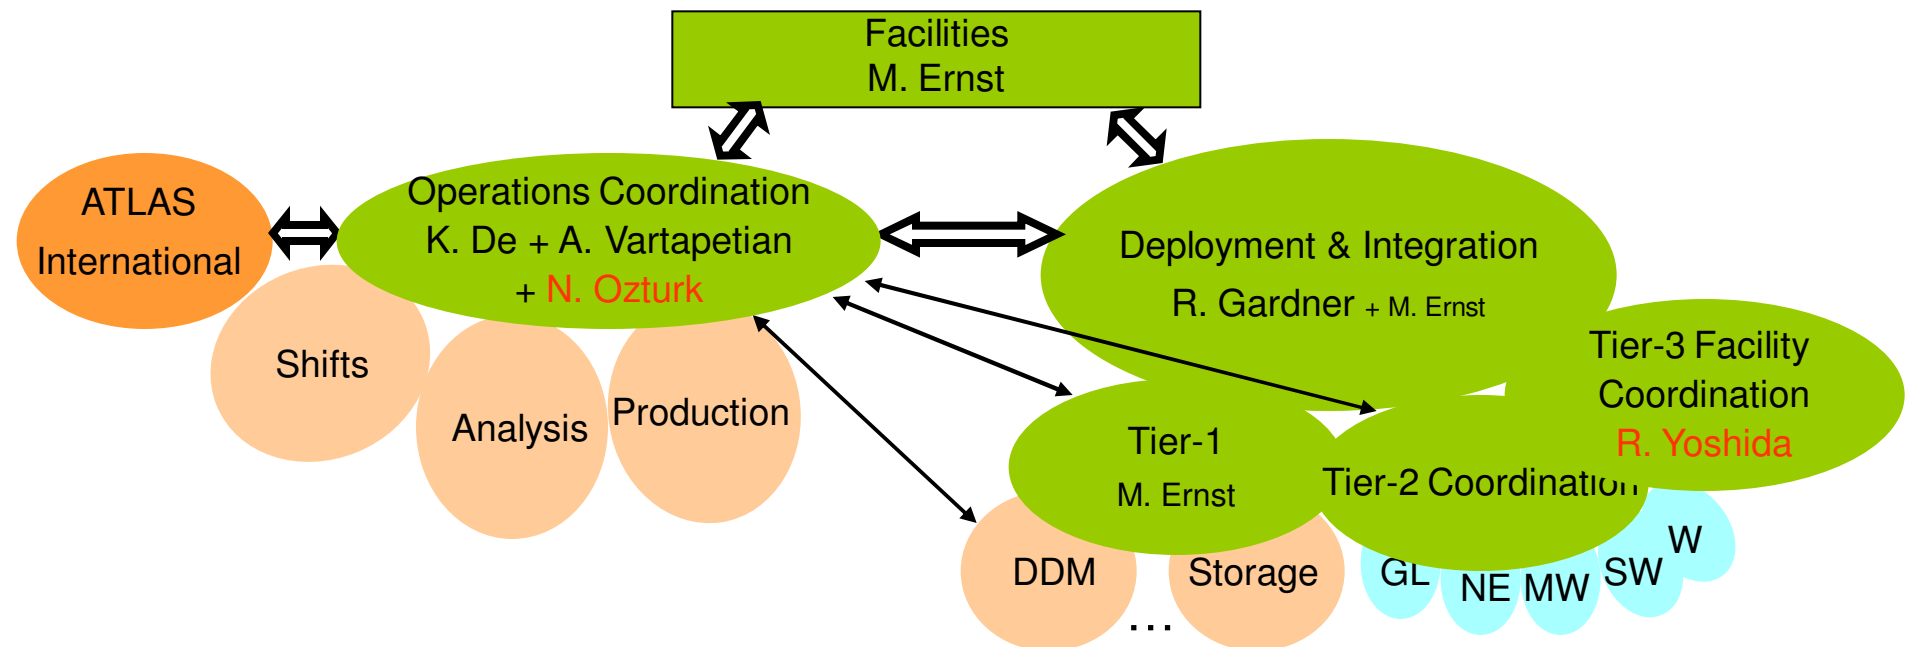 Facilities
M. Ernst
ATLAS
International
Operations Coordination
K. De + A. Vartapetian
+ N. Ozturk
Deployment & Integration
R. Gardner + M. Ernst
Shifts
Analysis
Production
Tier-3 Facility
Coordination
R. Yoshida
Tier-1
M. Ernst
Tier-2 Coordination
DDM
...
Storage
GL
NE
MW
SW
W